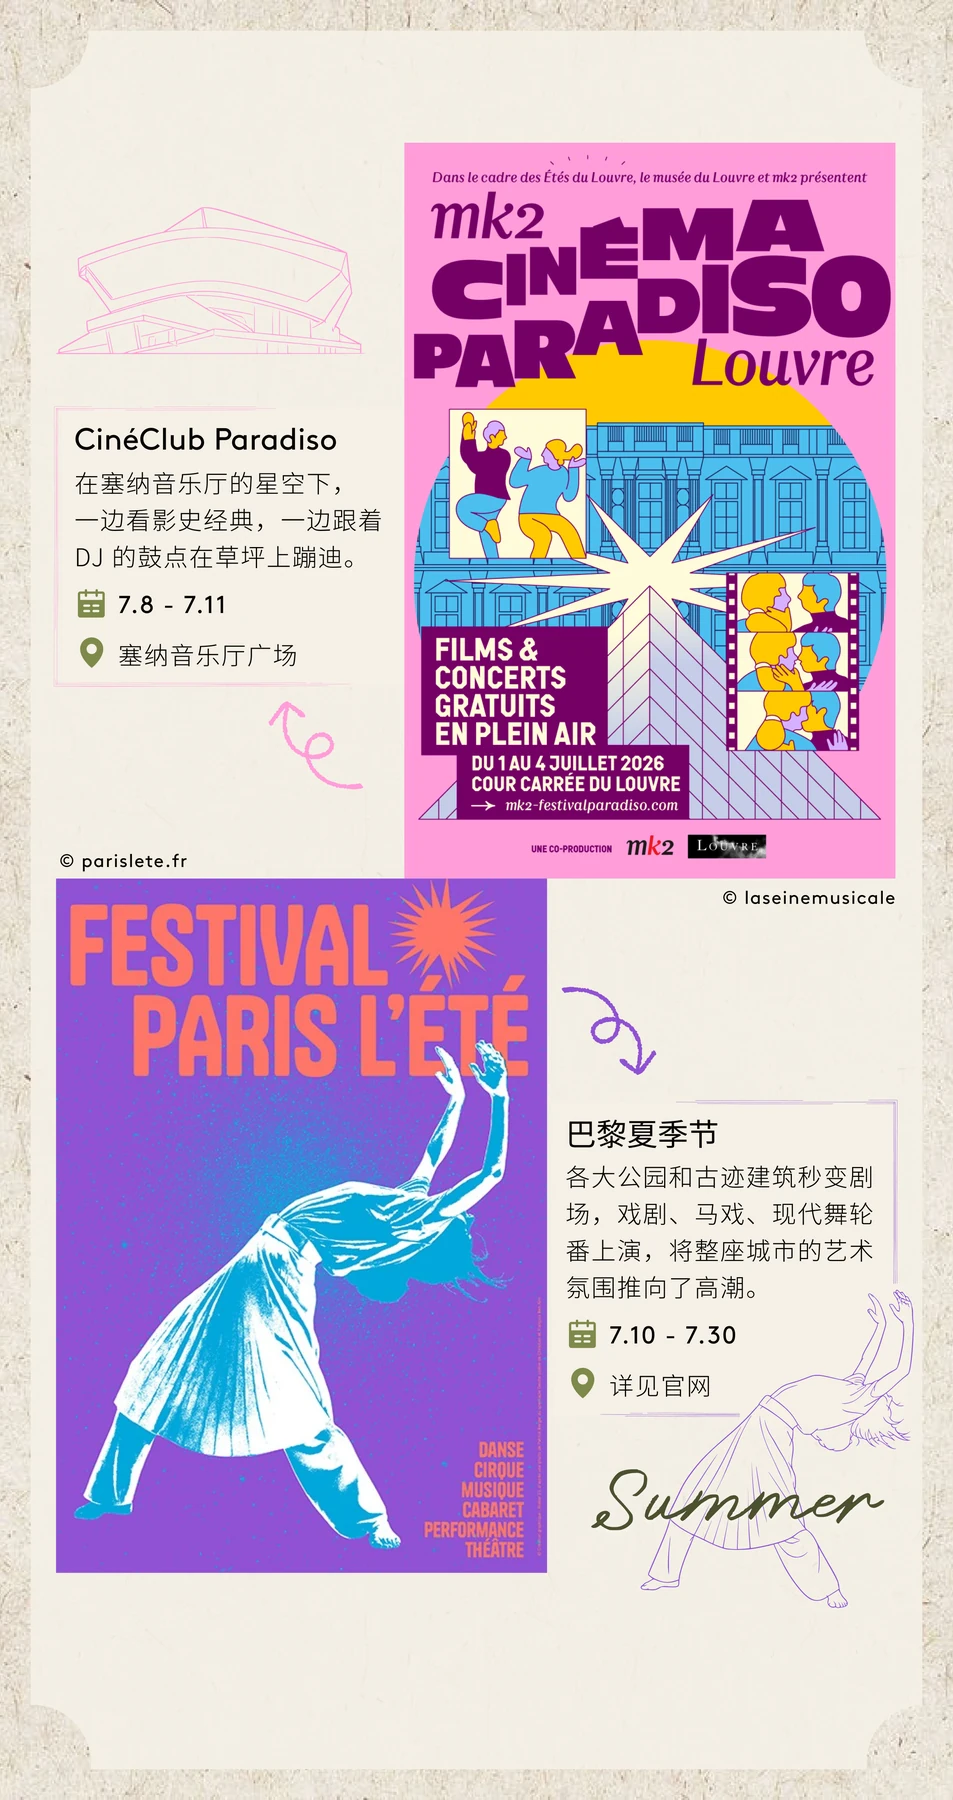 Dans le cadre des Étés du Louvre, le musée du Louvre et mk2 présentent
mk2
CINÉMA
PARADISO
Louvre
CinéClub Paradiso
在塞纳音乐厅的星空下，
一边看影史经典，一边跟着
DJ 的鼓点在草坪上蹦迪。
7.8 - 7.11
塞纳音乐厅广场
FILMS &
CONCERTS
GRATUITS
EN PLEIN AIR
DU 1 AU 4 JUILLET 2026
COUR CARRÉE DU LOUVRE
mk2-festivalparadiso.com
UNE CO-PRODUCTION mk2 LOUVRE
© parislete.fr
© laseinemusicale
FESTIVAL
PARIS L'ÉTÉ
巴黎夏季节
各大公园和古迹建筑秒变剧
场，戏剧、马戏、现代舞轮
番上演，将整座城市的艺术
氛围推向了高潮。
7.10 - 7.30
详见官网
DANSE
CIRQUE
MUSIQUE
CABARET
PERFORMANCE
THÉÂTRE
Summer